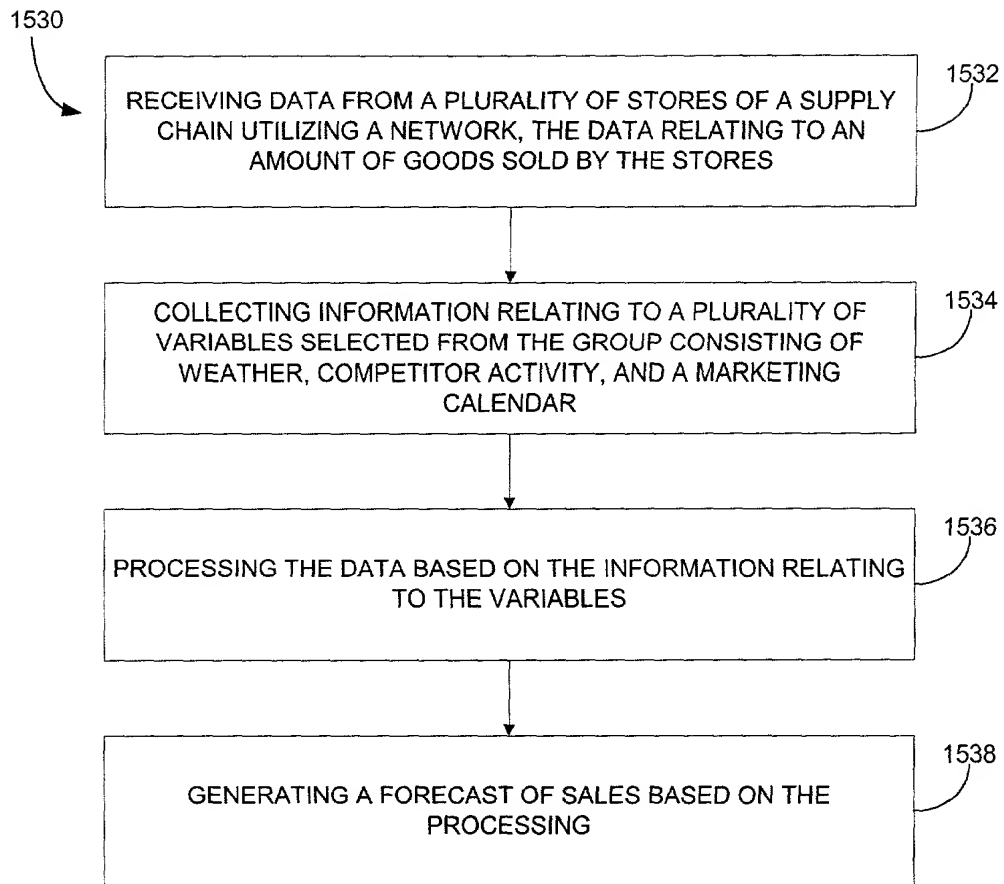 1530
1532
RECEIVING DATA FROM A PLURALITY OF STORES OF A SUPPLY
CHAIN UTILIZING A NETWORK, THE DATA RELATING TO AN
AMOUNT OF GOODS SOLD BY THE STORES
1534
COLLECTING INFORMATION RELATING TO A PLURALITY OF
VARIABLES SELECTED FROM THE GROUP CONSISTING OF
WEATHER, COMPETITOR ACTIVITY, AND A MARKETING
CALENDAR
1536
PROCESSING THE DATA BASED ON THE INFORMATION RELATING
TO THE VARIABLES
1538
GENERATING A FORECAST OF SALES BASED ON THE
PROCESSING